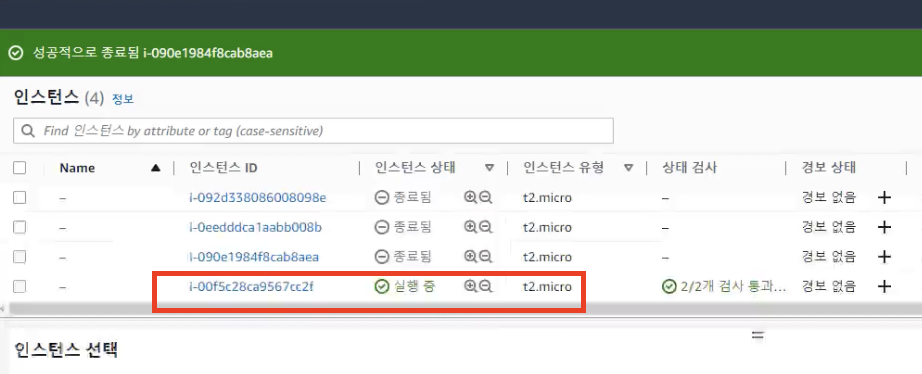 성공적으로 종료됨 i-090e1984f8cab8aea
인스턴스 (4) 정보
Find 인스턴스 by attribute or tag (case-sensitive)
Name 인스턴스 ID 인스턴스 상태 인스턴스 유형 상태 검사 경보 상태
– i-092d338086008098e 종료됨 t2.micro – 경보 없음 +
– i-0eedddca1aabb008b 종료됨 t2.micro – 경보 없음 +
– i-090e1984f8cab8aea 종료됨 t2.micro – 경보 없음 +
– i-00f5c28ca9567cc2f 실행 중 t2.micro 2/2개 검사 통과... 경보 없음 +
인스턴스 선택